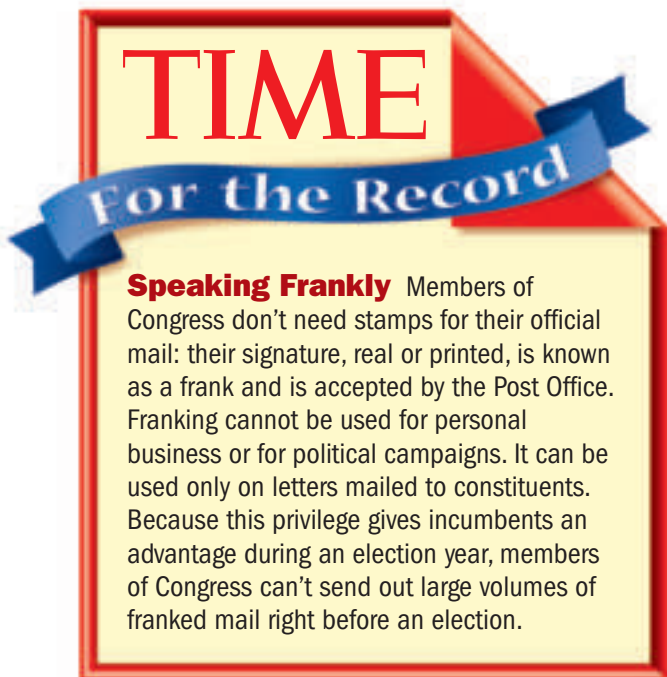 TIME
For the Record
Speaking Frankly Members of
Congress don’t need stamps for their official
mail: their signature, real or printed, is known
as a frank and is accepted by the Post Office.
Franking cannot be used for personal
business or for political campaigns. It can be
used only on letters mailed to constituents.
Because this privilege gives incumbents an
advantage during an election year, members
of Congress can’t send out large volumes of
franked mail right before an election.